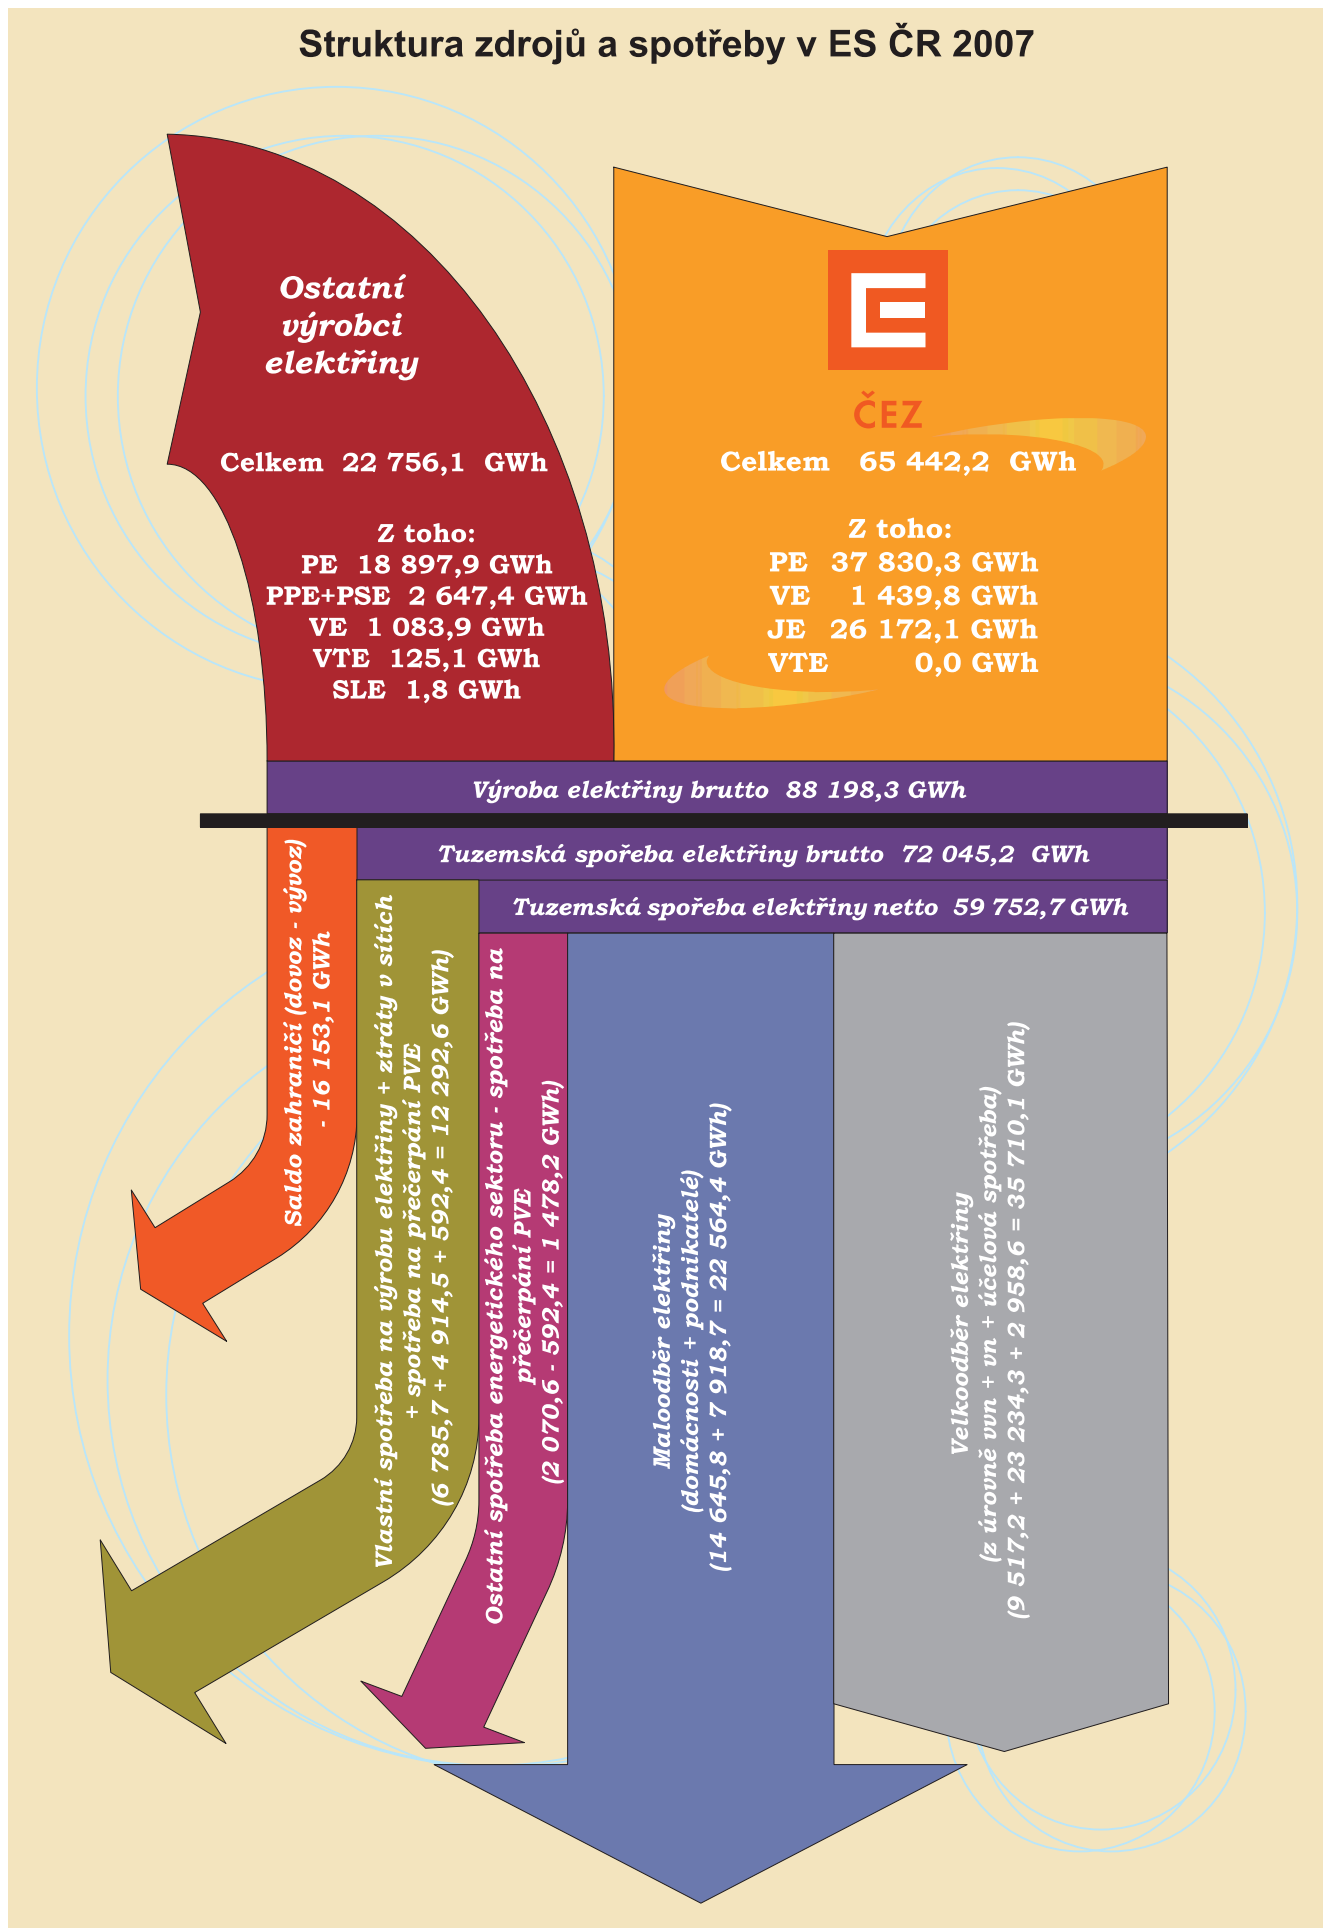 Struktura zdrojů a spotřeby v ES ČR 2007
Ostatní
výrobci
elektřiny
Celkem 22 756,1 GWh
Z toho:
PE 18 897,9 GWh
PPE+PSE 2 647,4 GWh
VE 1 083,9 GWh
VTE 125,1 GWh
SLE 1,8 GWh
ČEZ
Celkem 65 442,2 GWh
Z toho:
PE 37 830,3 GWh
VE 1 439,8 GWh
JE 26 172,1 GWh
VTE 0,0 GWh
Výroba elektřiny brutto 88 198,3 GWh
Tuzemská spořeba elektřiny brutto 72 045,2 GWh
Tuzemská spořeba elektřiny netto 59 752,7 GWh
Saldo zahraničí (dovoz - vývoz)
- 16 153,1 GWh
Vlastní spotřeba na výrobu elektřiny + ztráty v sítích
+ spotřeba na přečerpání PVE
(6 785,7 + 4 914,5 + 592,4 = 12 292,6 GWh)
Ostatní spotřeba energetického sektoru - spotřeba na
přečerpání PVE
(2 070,6 - 592,4 = 1 478,2 GWh)
Maloodběr elektřiny
(domácnosti + podnikatelé)
(14 645,8 + 7 918,7 = 22 564,4 GWh)
Velkoodběr elektřiny
(z úrovně vvn + vn + účelová spotřeba)
(9 517,2 + 23 234,3 + 2 958,6 = 35 710,1 GWh)